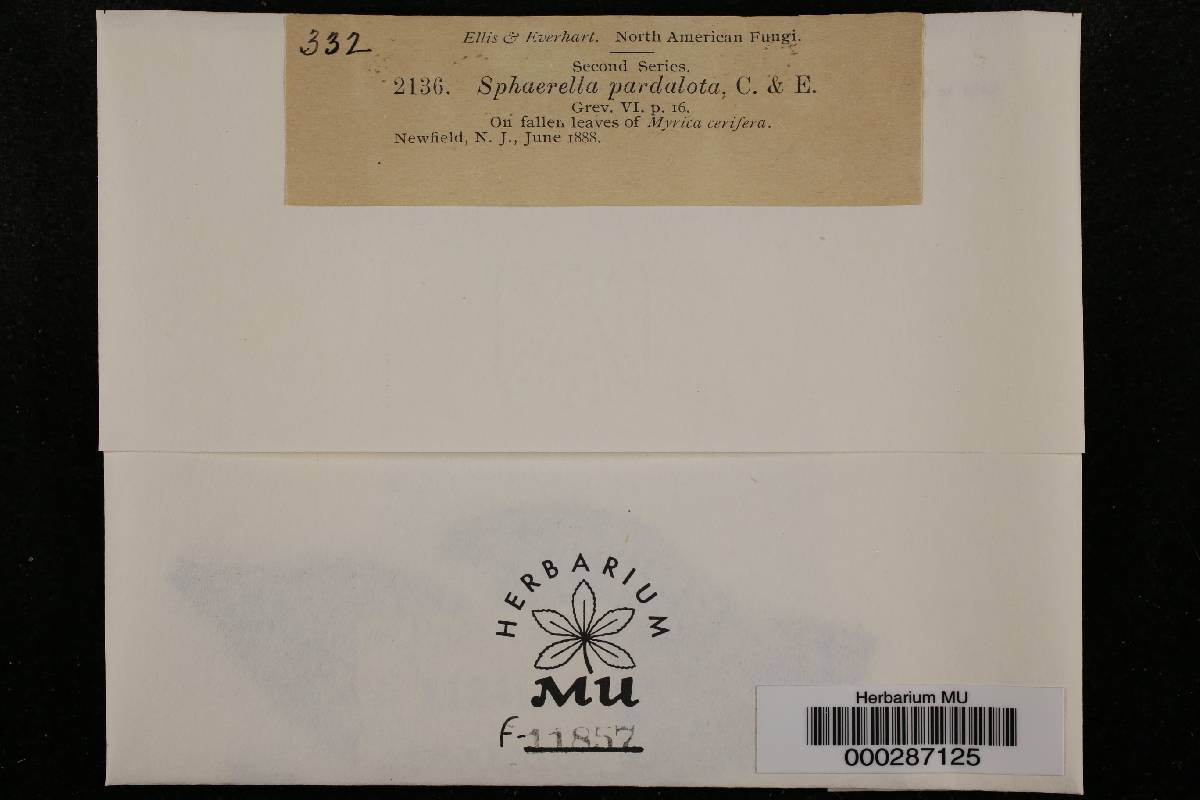 332
Ellis & Everhart. North American Fungi.
Second Series.
2136. Sphaerella pardalota, C. & E.
Grev. VI. p. 16.
On fallen leaves of Myrica cerifera.
Newfield, N. J., June 1888.
HERBARIUM
MU
F-11857
Herbarium MU
000287125